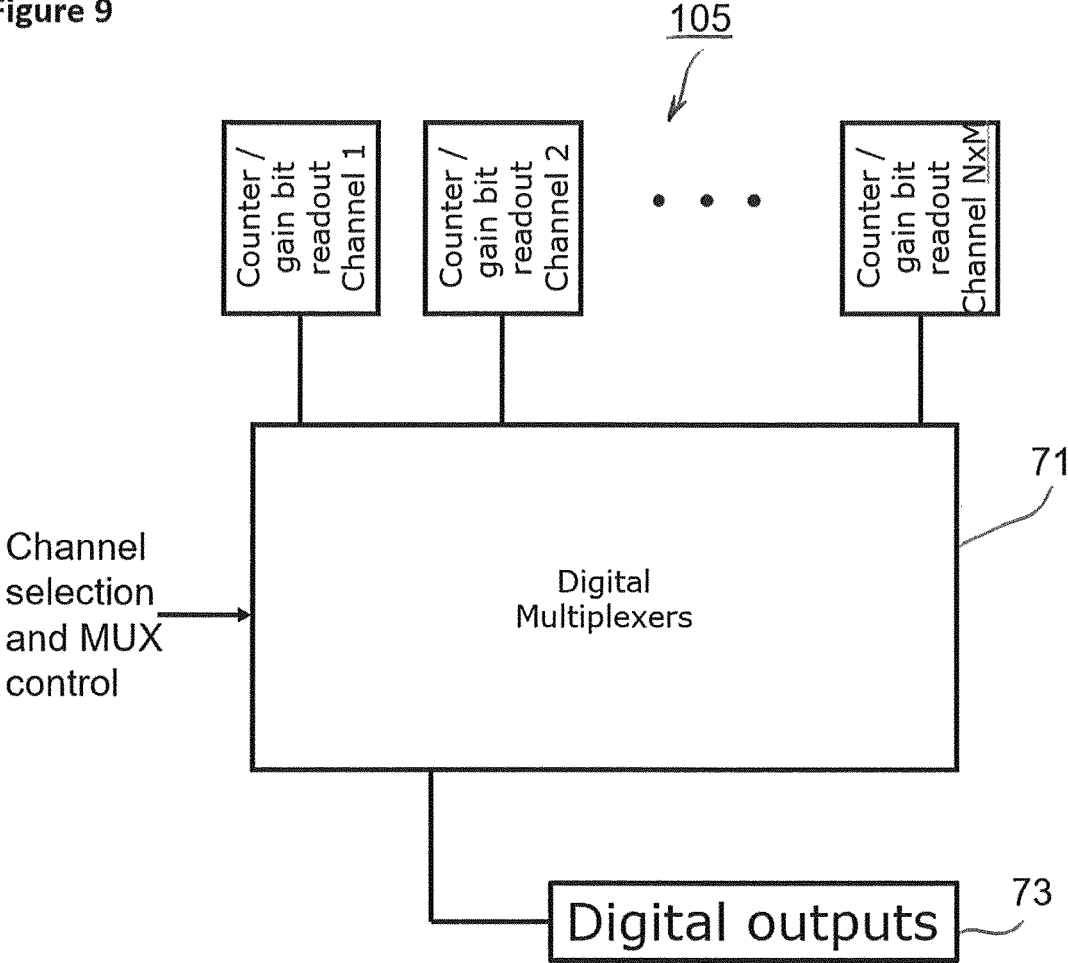 Figure 9
105
Counter /
gain bit
readout
Channel 1
Counter /
gain bit
readout
Channel 2
Counter /
gain bit
readout
Channel NxM
71
Channel
selection
and MUX
control
Digital
Multiplexers
73
Digital outputs